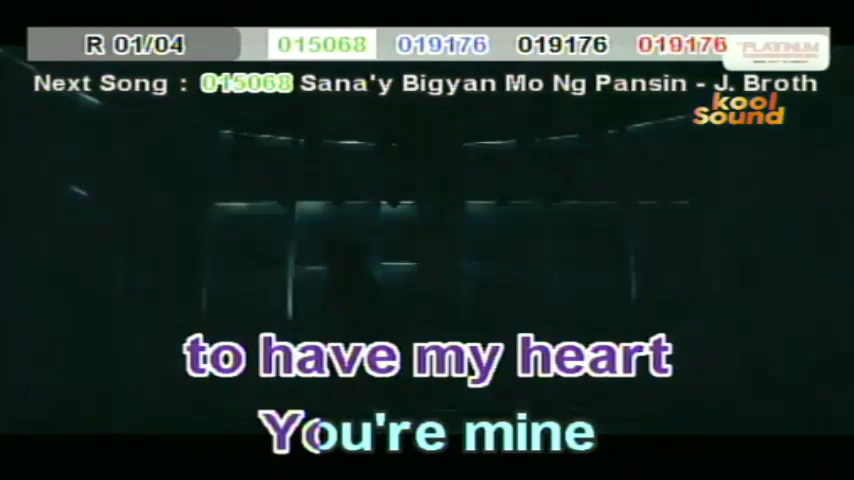 R 01/04 015068 019176 019176 019176
PLATINUM
Next Song : 015068 Sana'y Bigyan Mo Ng Pansin - J. Broth
kool
Sound
to have my heart
You're mine